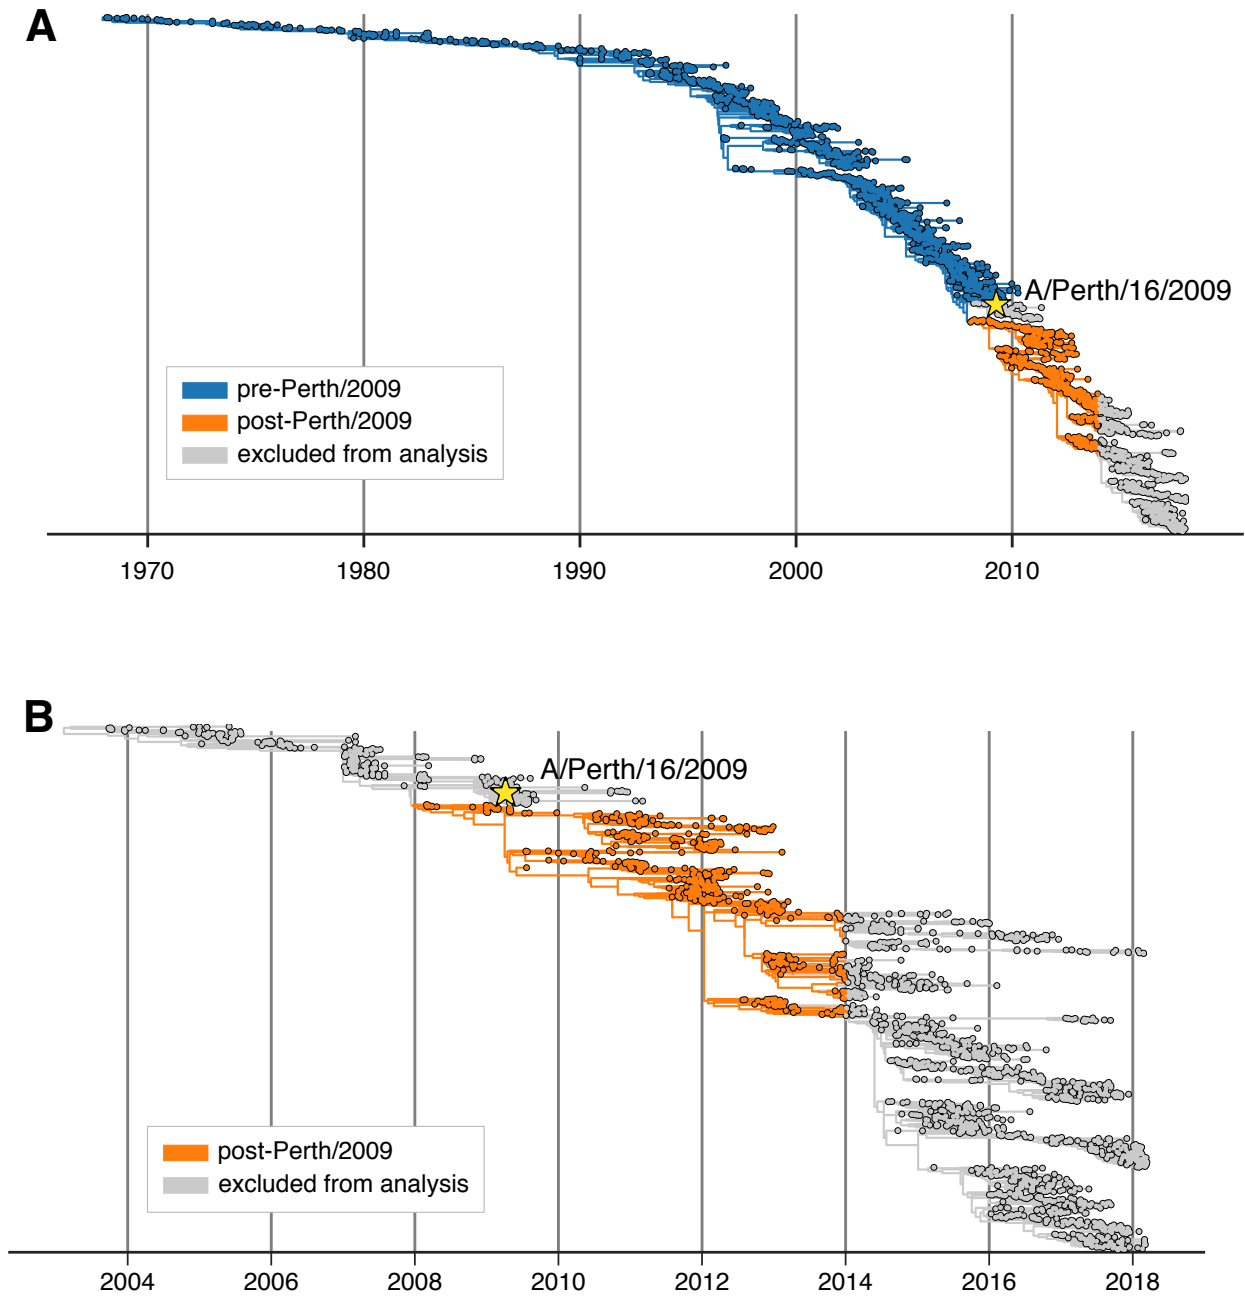 A
A/Perth/16/2009
pre-Perth/2009
post-Perth/2009
excluded from analysis
1970 1980 1990 2000 2010
B
A/Perth/16/2009
post-Perth/2009
excluded from analysis
2004 2006 2008 2010 2012 2014 2016 2018